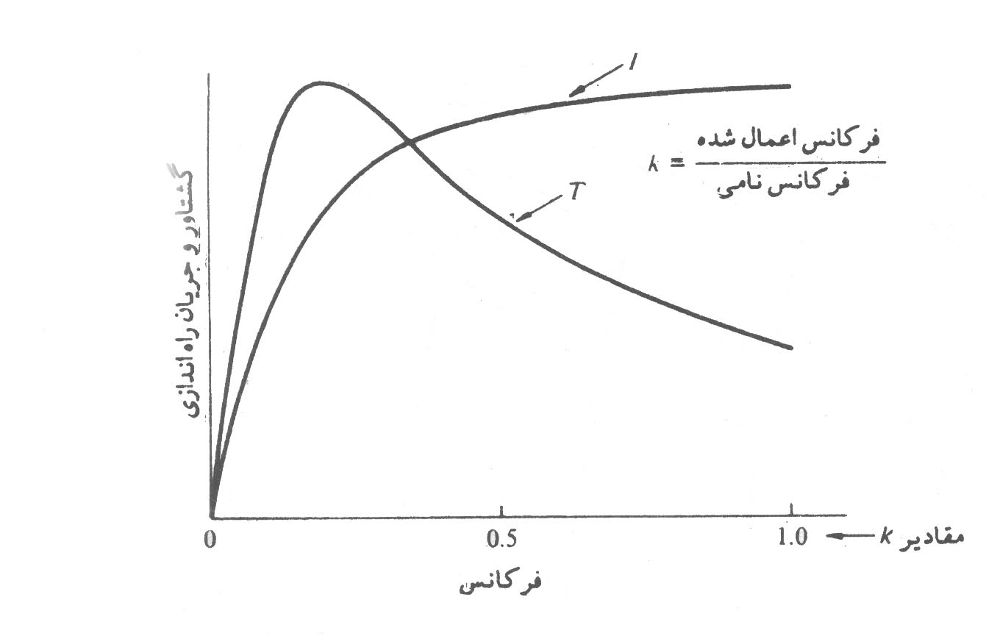 I
فرکانس اعمال شده
k =
فرکانس نامی
T
گشتاور و جریان راه اندازی
0
0.5
1.0
مقادیر k
فرکانس